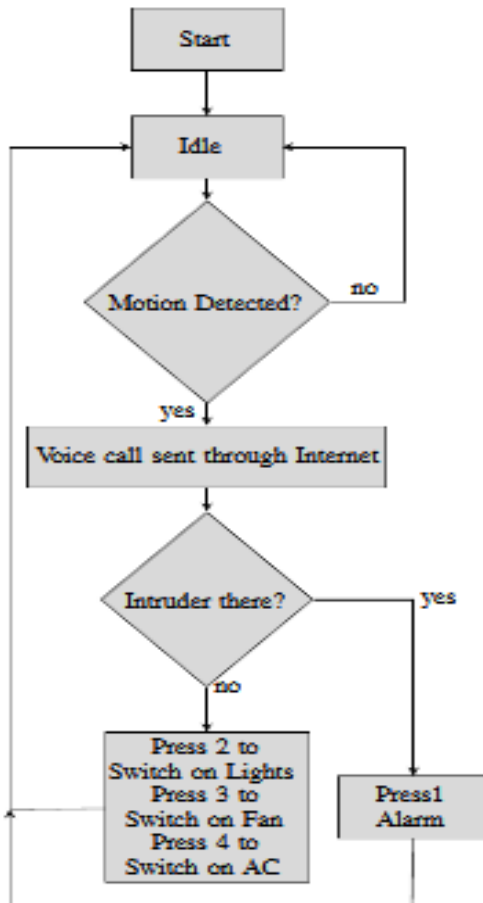 Start
Idle
Motion Detected?
no
yes
Voice call sent through Internet
Intruder there?
yes
no
Press 2 to
Switch on Lights
Press 3 to
Switch on Fan
Press 4 to
Switch on AC
Press1
Alarm